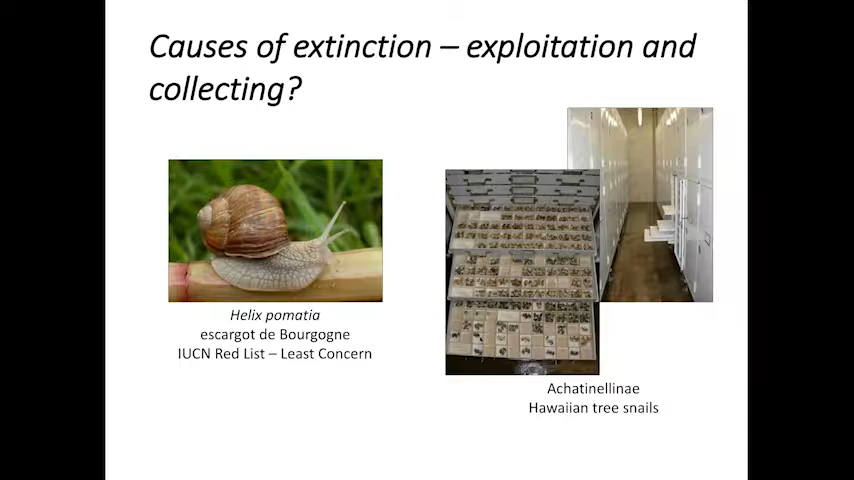 Causes of extinction – exploitation and
collecting?
Helix pomatia
escargot de Bourgogne
IUCN Red List – Least Concern
Achatinellinae
Hawaiian tree snails